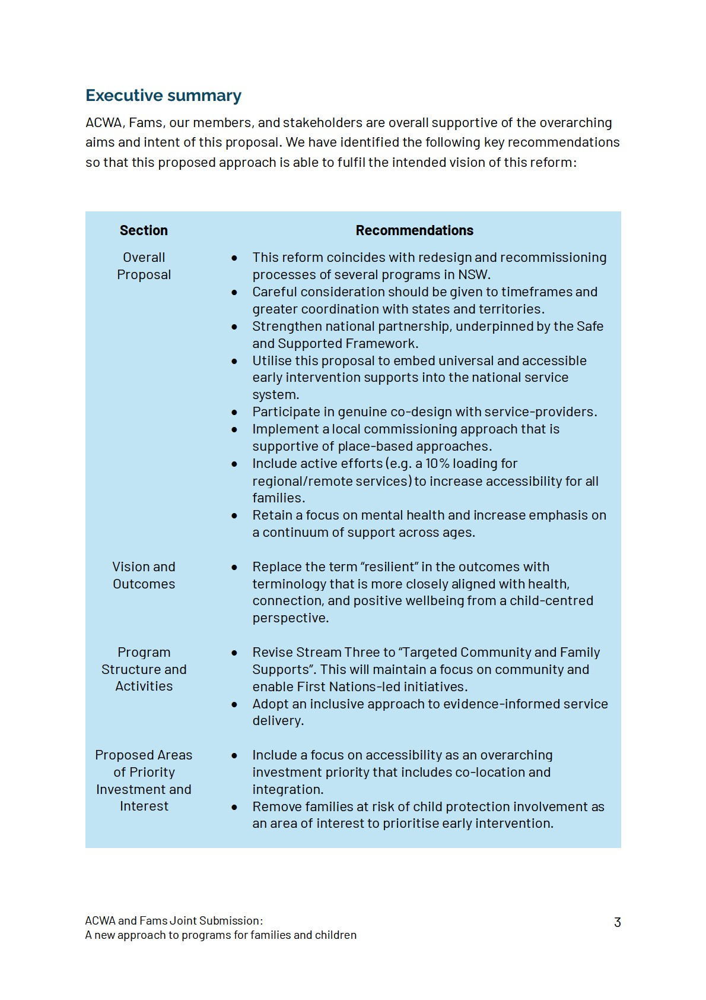 Executive summary
ACWA, Fams, our members, and stakeholders are overall supportive of the overarching
aims and intent of this proposal. We have identified the following key recommendations
so that this proposed approach is able to fulfil the intended vision of this reform:
Section
Recommendations
Overall
Proposal
● This reform coincides with redesign and recommissioning
processes of several programs in NSW.
● Careful consideration should be given to timeframes and
greater coordination with states and territories.
● Strengthen national partnership, underpinned by the Safe
and Supported Framework.
● Utilise this proposal to embed universal and accessible
early intervention supports into the national service
system.
● Participate in genuine co-design with service-providers.
● Implement a local commissioning approach that is
supportive of place-based approaches.
● Include active efforts (e.g. a 10% loading for
regional/remote services) to increase accessibility for all
families.
● Retain a focus on mental health and increase emphasis on
a continuum of support across ages.
Vision and
Outcomes
● Replace the term “resilient” in the outcomes with
terminology that is more closely aligned with health,
connection, and positive wellbeing from a child-centred
perspective.
Program
Structure and
Activities
● Revise Stream Three to “Targeted Community and Family
Supports”. This will maintain a focus on community and
enable First Nations-led initiatives.
● Adopt an inclusive approach to evidence-informed service
delivery.
Proposed Areas
of Priority
Investment and
Interest
● Include a focus on accessibility as an overarching
investment priority that includes co-location and
integration.
● Remove families at risk of child protection involvement as
an area of interest to prioritise early intervention.
ACWA and Fams Joint Submission:
A new approach to programs for families and children
3